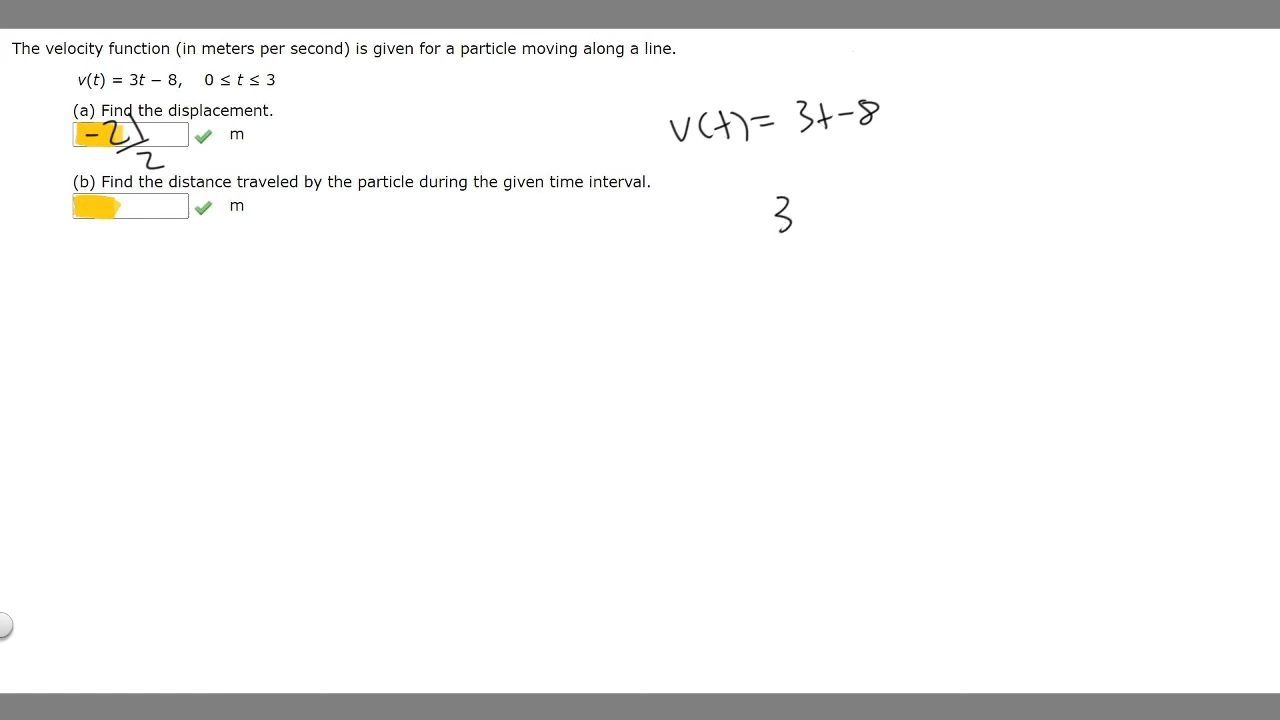 The velocity function (in meters per second) is given for a particle moving along a line.
v(t) = 3t − 8, 0 ≤ t ≤ 3
(a) Find the displacement.
-21/2 m
(b) Find the distance traveled by the particle during the given time interval.
m
v(t)= 3t-8
3